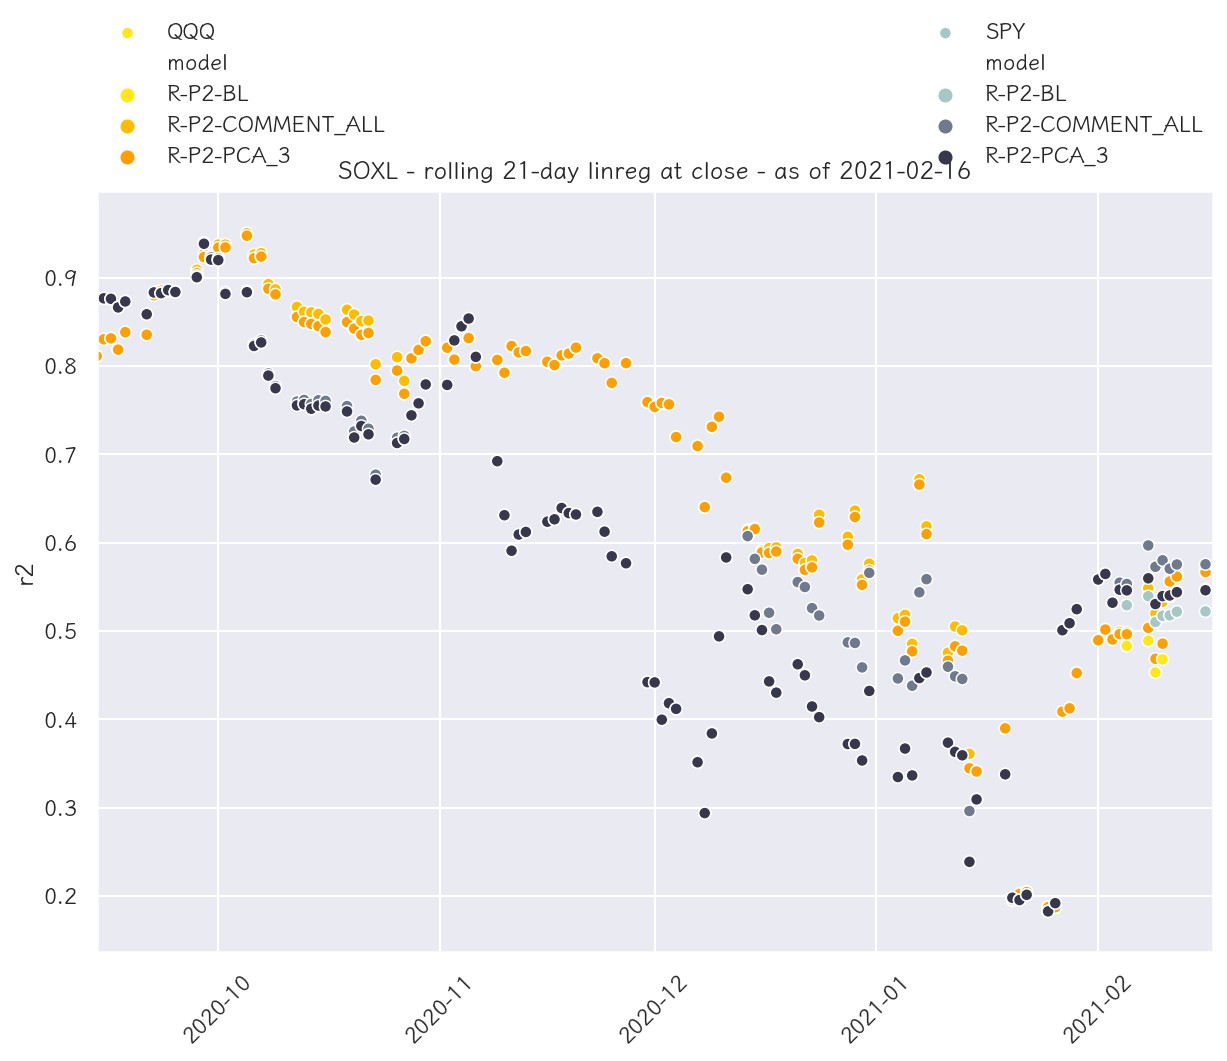 QQQ
model
R-P2-BL
R-P2-COMMENT_ALL
R-P2-PCA_3
SPY
model
R-P2-BL
R-P2-COMMENT_ALL
R-P2-PCA_3
SOXL - rolling 21-day linreg at close - as of 2021-02-16
r2
0.9
0.8
0.7
0.6
0.5
0.4
0.3
0.2
2020-10
2020-11
2020-12
2021-01
2021-02